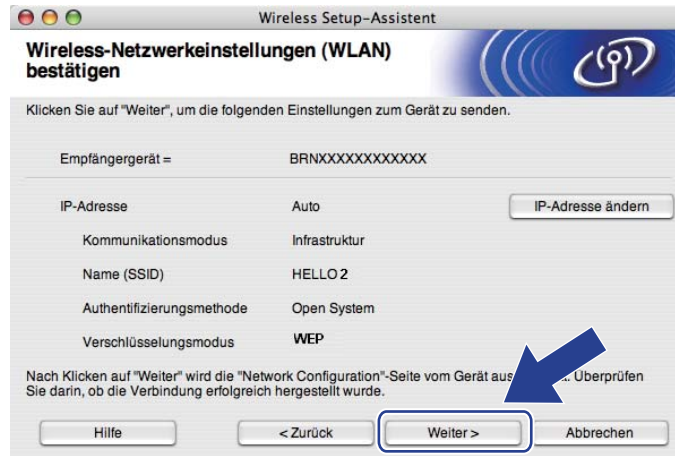 Wireless Setup-Assistent
Wireless-Netzwerkeinstellungen (WLAN)
bestätigen
Klicken Sie auf "Weiter", um die folgenden Einstellungen zum Gerät zu senden.
Empfängergerät = BRNXXXXXXXXXXXX
IP-Adresse Auto IP-Adresse ändern
Kommunikationsmodus Infrastruktur
Name (SSID) HELLO 2
Authentifizierungsmethode Open System
Verschlüsselungsmodus WEP
Nach Klicken auf "Weiter" wird die "Network Configuration"-Seite vom Gerät Überprüfen
Sie darin, ob die Verbindung erfolgreich hergestellt wurde.
Hilfe < Zurück Weiter > Abbrechen